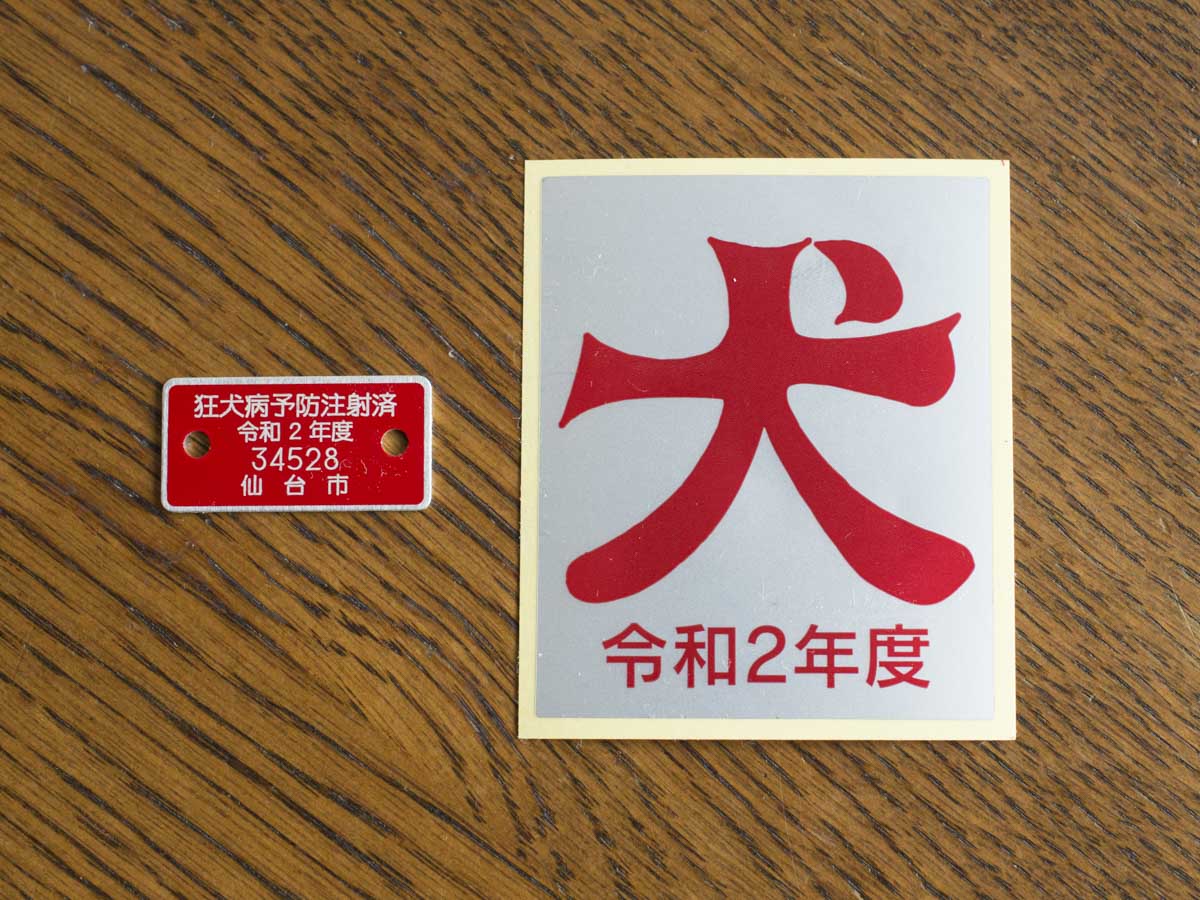 狂犬病予防注射済
令和2年度
34528
仙台市
犬
令和2年度